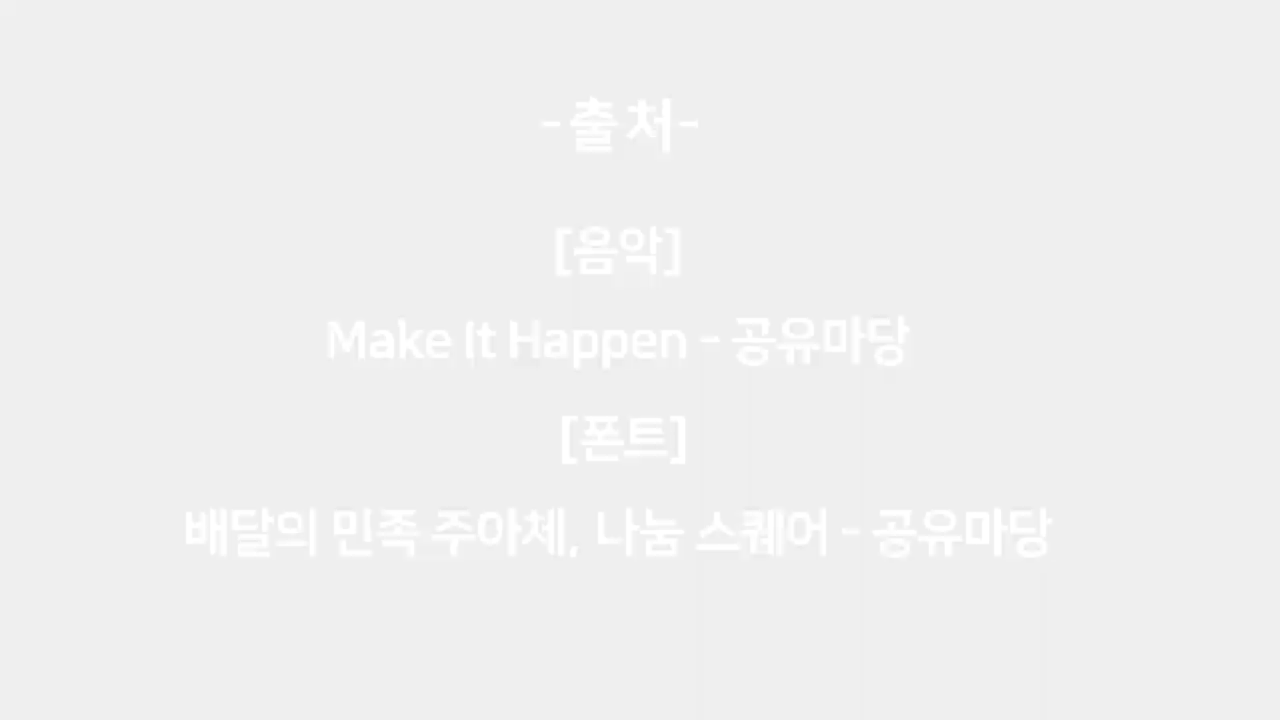 -출처-
[음악]
Make It Happen - 공유마당
[폰트]
배달의 민족 주아체, 나눔 스퀘어 - 공유마당